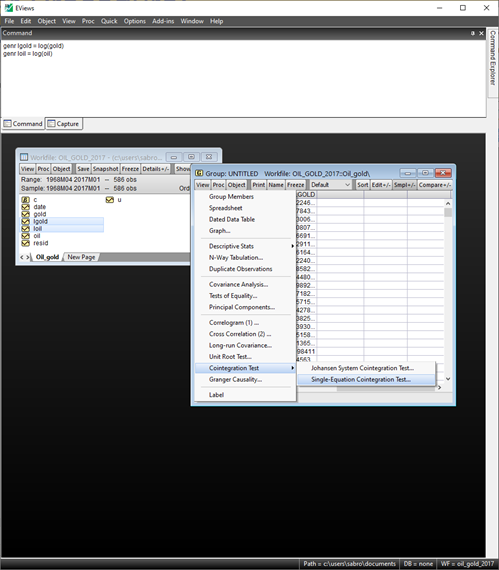 EViews
File Edit Object View Proc Quick Options Add-ins Window Help
Command
genr lgold = log(gold)
genr loil = log(oil)
Command Explorer
Command Capture
Workfile: OIL_GOLD_2017 - (c:\users\sabro...
View Proc Object Save Snapshot Freeze Details+/- Show
Range: 1968M04 2017M01 -- 586 obs
Sample: 1968M04 2017M01 -- 586 obs Ord
c
date
gold
lgold
loil
oil
resid
u
Oil_gold New Page
Group: UNTITLED Workfile: OIL_GOLD_2017::Oil_gold\
View Proc Object Print Name Freeze Default Sort Edit+/- Smpl+/- Compare+/-
Group Members
Spreadsheet
Dated Data Table
Graph...
Descriptive Stats
N-Way Tabulation...
Duplicate Observations
Covariance Analysis...
Tests of Equality...
Principal Components...
Correlogram (1) ...
Cross Correlation (2) ...
Long-run Covariance...
Unit Root Test...
Cointegration Test
Granger Causality...
Label
GOLD
2246...
7843...
3006...
0807...
6691...
2911...
6164...
2240...
8582...
4480...
9892...
7182...
5715...
4278...
3825...
3930...
5158...
1365...
98411
4563...
Johansen System Cointegration Test...
Single-Equation Cointegration Test...
Path = c:\users\sabro\documents DB = none WF = oil_gold_2017